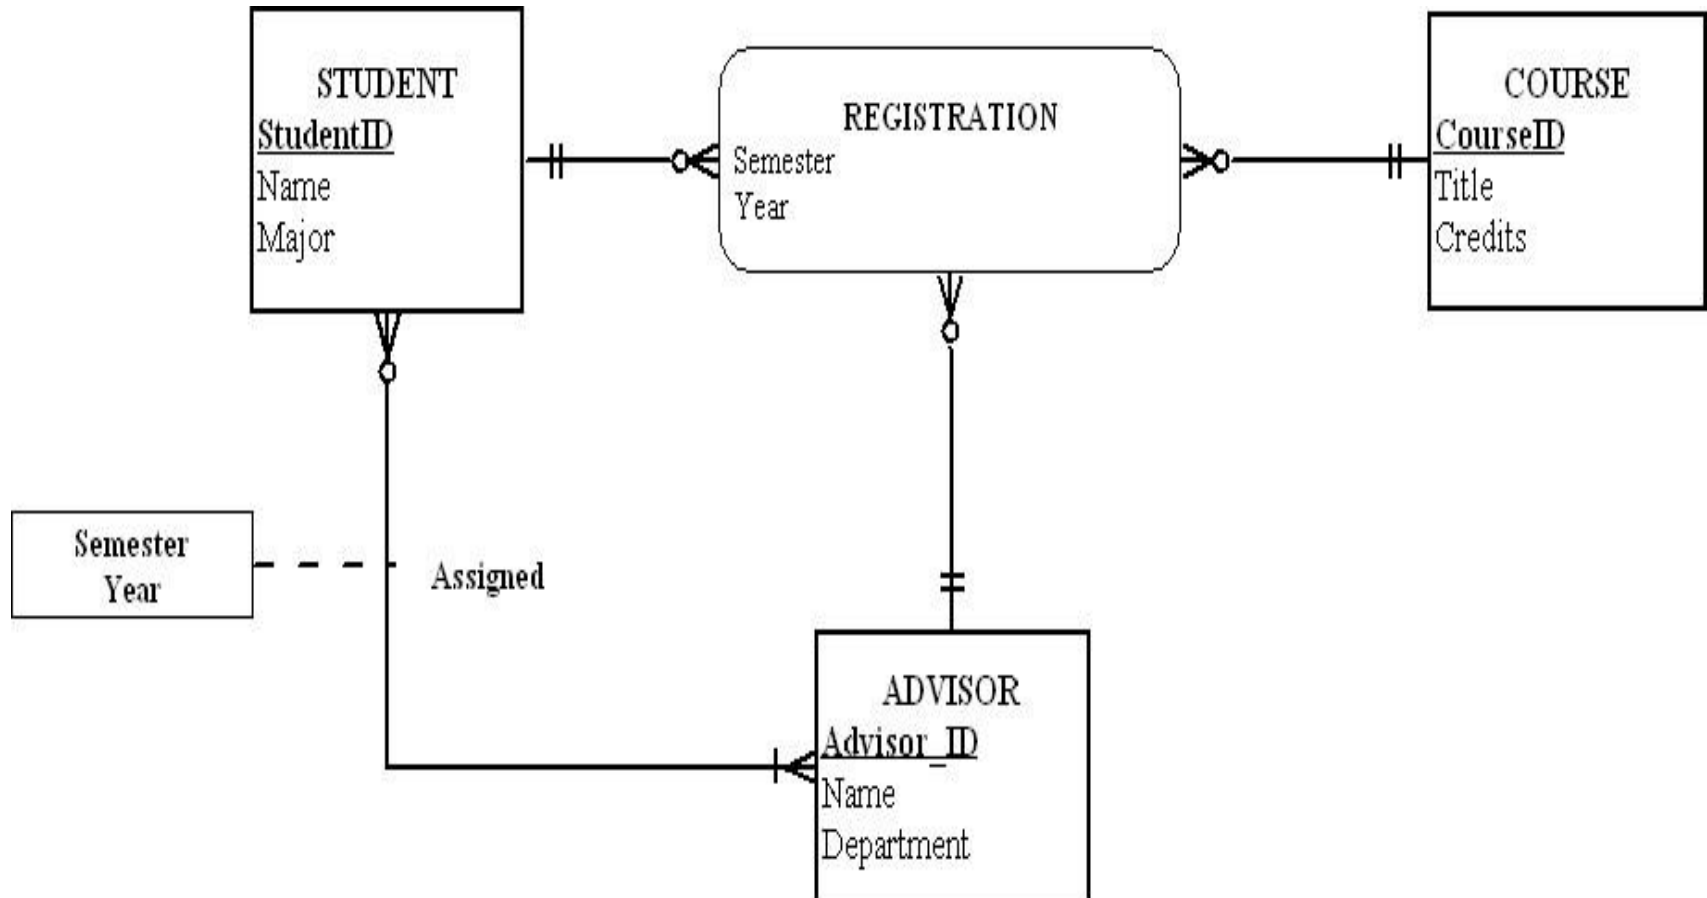 STUDENT
StudentID
Name
Major
REGISTRATION
Semester
Year
COURSE
CourseID
Title
Credits
Semester
Year
Assigned
ADVISOR
Advisor_ID
Name
Department